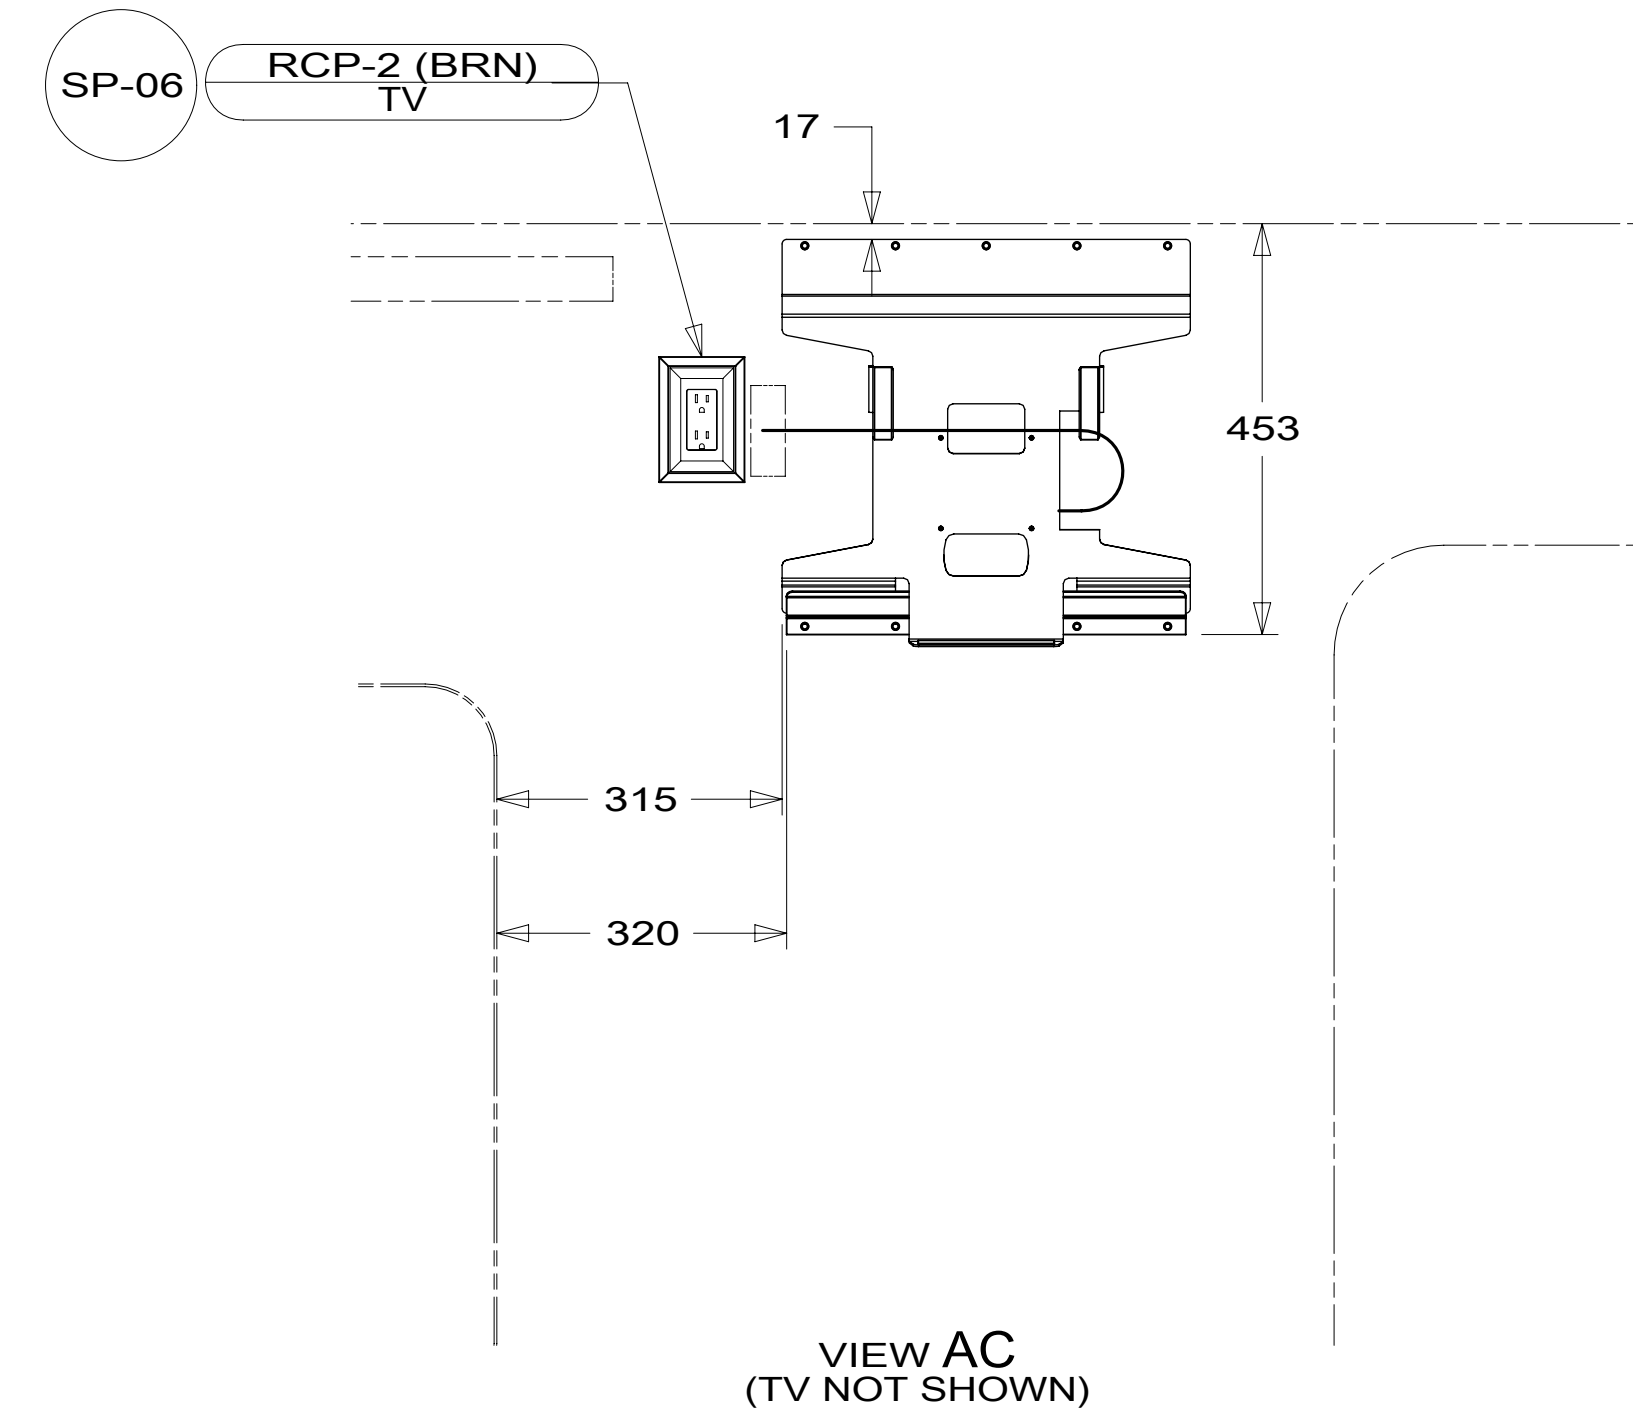 SP-06
RCP-2 (BRN)
TV
17
453
315
320
VIEW AC
(TV NOT SHOWN)